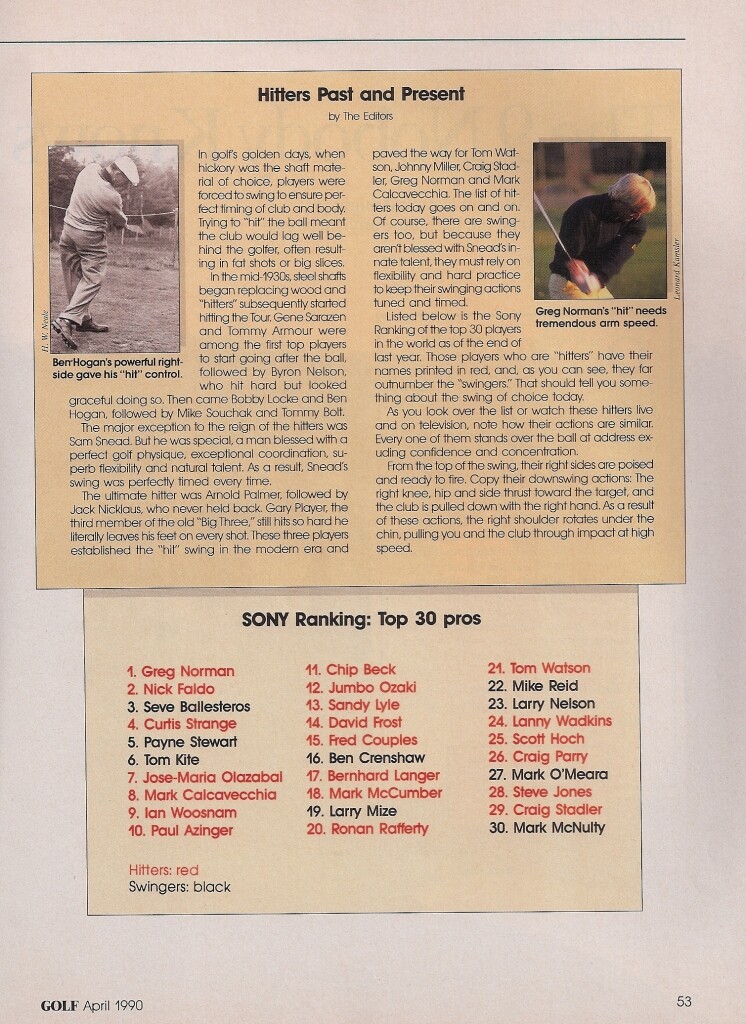 Hitters Past and Present
by The Editors
In golf's golden days, when
hickory was the shaft mate-
rial of choice, players were
forced to swing to ensure per-
fect timing of club and body.
Trying to "hit" the ball meant
the club would lag well be-
hind the golfer, often result-
ing in fat shots or big slices.
In the mid-1930s, steel shafts
began replacing wood and
"hitters" subsequently started
hitting the Tour. Gene Sarazen
and Tommy Armour were
among the first top players
to start going after the ball,
followed by Byron Nelson,
who hit hard but looked
graceful doing so. Then came Bobby Locke and Ben
Hogan, followed by Mike Souchak and Tommy Bolt.
The major exception to the reign of the hitters was
Sam Snead. But he was special, a man blessed with a
perfect golf physique, exceptional coordination, su-
perb flexibility and natural talent. As a result, Snead's
swing was perfectly timed every time.
The ultimate hitter was Arnold Palmer, followed by
Jack Nicklaus, who never held back. Gary Player, the
third member of the old "Big Three," still hits so hard he
literally leaves his feet on every shot. These three players
established the "hit" swing in the modern era and
H. W. Neale
Ben Hogan's powerful right-
side gave his "hit" control.
paved the way for Tom Wat-
son, Johnny Miller, Craig Stad-
ler, Greg Norman and Mark
Calcavecchia. The list of hit-
ters today goes on and on.
Of course, there are swing-
ers too, but because they
aren't blessed with Snead's in-
nate talent, they must rely on
flexibility and hard practice
to keep their swinging actions
tuned and timed.
Listed below is the Sony
Ranking of the top 30 players
in the world as of the end of
last year. Those players who are "hitters" have their
names printed in red, and, as you can see, they far
outnumber the "swingers." That should tell you some-
thing about the swing of choice today.
As you look over the list or watch these hitters live
and on television, note how their actions are similar.
Every one of them stands over the ball at address ex-
uding confidence and concentration.
From the top of the swing, their right sides are poised
and ready to fire. Copy their downswing actions: The
right knee, hip and side thrust toward the target, and
the club is pulled down with the right hand. As a result
of these actions, the right shoulder rotates under the
chin, pulling you and the club through impact at high
speed.
Leonard Kamsler
Greg Norman's "hit" needs
tremendous arm speed.
SONY Ranking: Top 30 pros
1. Greg Norman
2. Nick Faldo
3. Seve Ballesteros
4. Curtis Strange
5. Payne Stewart
6. Tom Kite
7. Jose-Maria Olazabal
8. Mark Calcavecchia
9. Ian Woosnam
10. Paul Azinger
11. Chip Beck
12. Jumbo Ozaki
13. Sandy Lyle
14. David Frost
15. Fred Couples
16. Ben Crenshaw
17. Bernhard Langer
18. Mark McCumber
19. Larry Mize
20. Ronan Rafferty
21. Tom Watson
22. Mike Reid
23. Larry Nelson
24. Lanny Wadkins
25. Scott Hoch
26. Craig Parry
27. Mark O'Meara
28. Steve Jones
29. Craig Stadler
30. Mark McNulty
Hitters: red
Swingers: black
GOLF April 1990
53